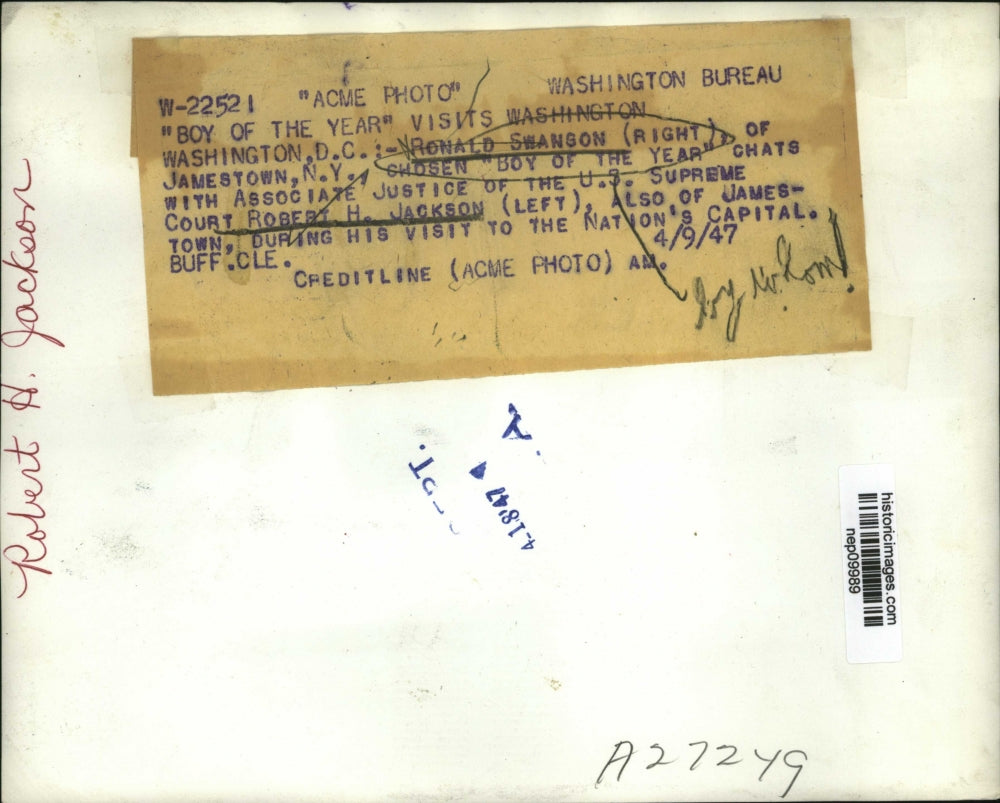 W-22521 "ACME PHOTO" WASHINGTON BUREAU
"BOY OF THE YEAR" VISITS WASHINGTON
WASHINGTON, D.C.:- RONALD SWANSON (RIGHT), OF
JAMESTOWN, N.Y., CHOSEN "BOY OF THE YEAR" CHATS
WITH ASSOCIATE JUSTICE OF THE U.S. SUPREME
COURT ROBERT H. JACKSON (LEFT), ALSO OF JAMES-
TOWN, DURING HIS VISIT TO THE NATION'S CAPITAL.
BUFF.CLE. 4/9/47
CREDITLINE (ACME PHOTO) AM.
Robert H. Jackson
4-18'47
historicimages.com
nep09989
A27249